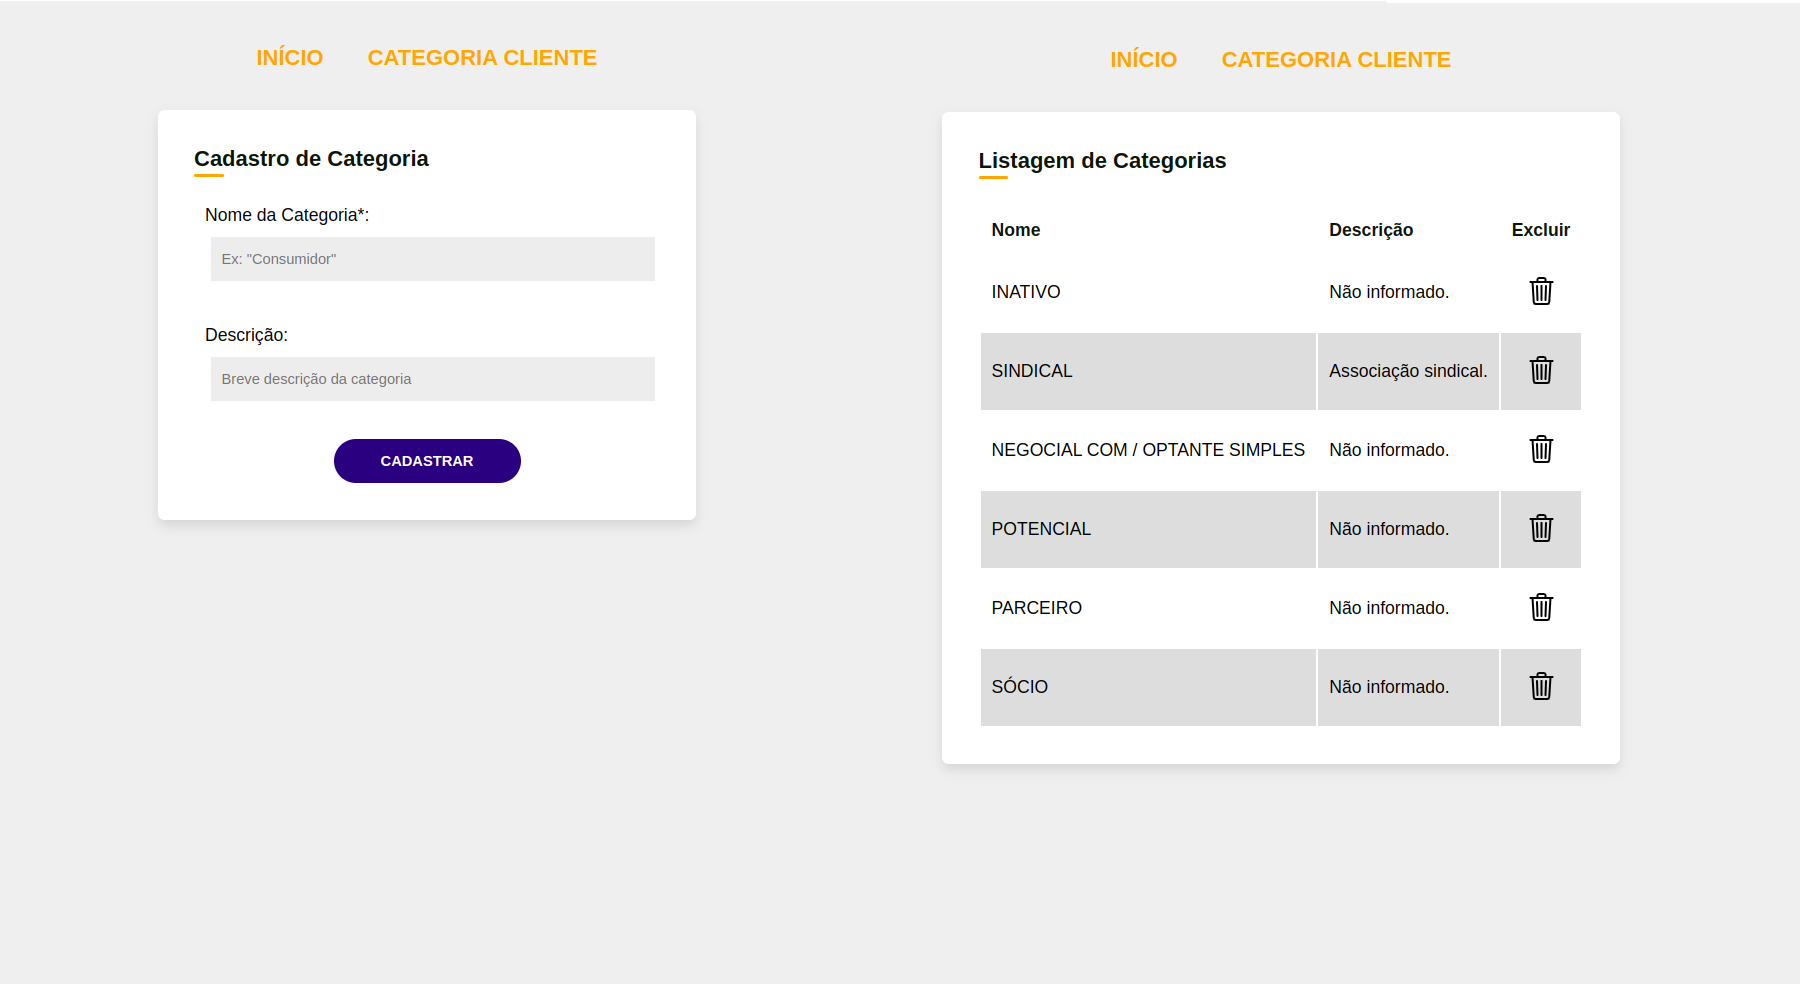 INÍCIO CATEGORIA CLIENTE
Cadastro de Categoria
Nome da Categoria*:
Ex: "Consumidor"
Descrição:
Breve descrição da categoria
CADASTRAR
INÍCIO CATEGORIA CLIENTE
Listagem de Categorias
Nome Descrição Excluir
INATIVO Não informado.
SINDICAL Associação sindical.
NEGOCIAL COM / OPTANTE SIMPLES Não informado.
POTENCIAL Não informado.
PARCEIRO Não informado.
SÓCIO Não informado.